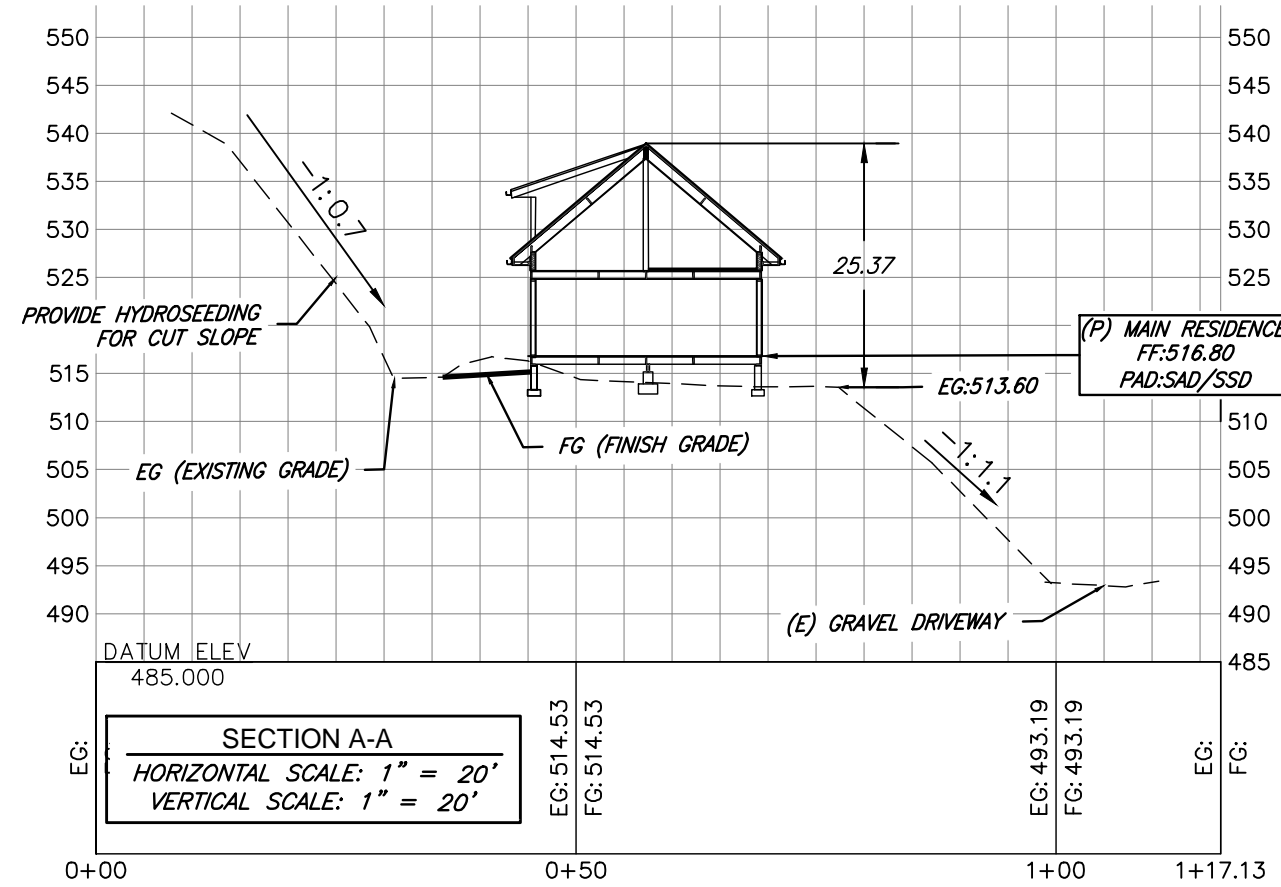 550
545
540
535
530
525
515
510
505
500
495
490
550
545
540
535
530
525
510
505
500
495
490
485
-1:0.7
25.37
PROVIDE HYDROSEEDING
FOR CUT SLOPE
(P) MAIN RESIDENCE
FF:516.80
PAD:SAD/SSD
EG:513.60
FG (FINISH GRADE)
EG (EXISTING GRADE)
-1:1.1
(E) GRAVEL DRIVEWAY
DATUM ELEV
485.000
EG:
SECTION A-A
HORIZONTAL SCALE: 1" = 20'
VERTICAL SCALE: 1" = 20'
EG: 514.53
FG: 514.53
EG: 493.19
FG: 493.19
EG:
FG:
0+00
0+50
1+00
1+17.13